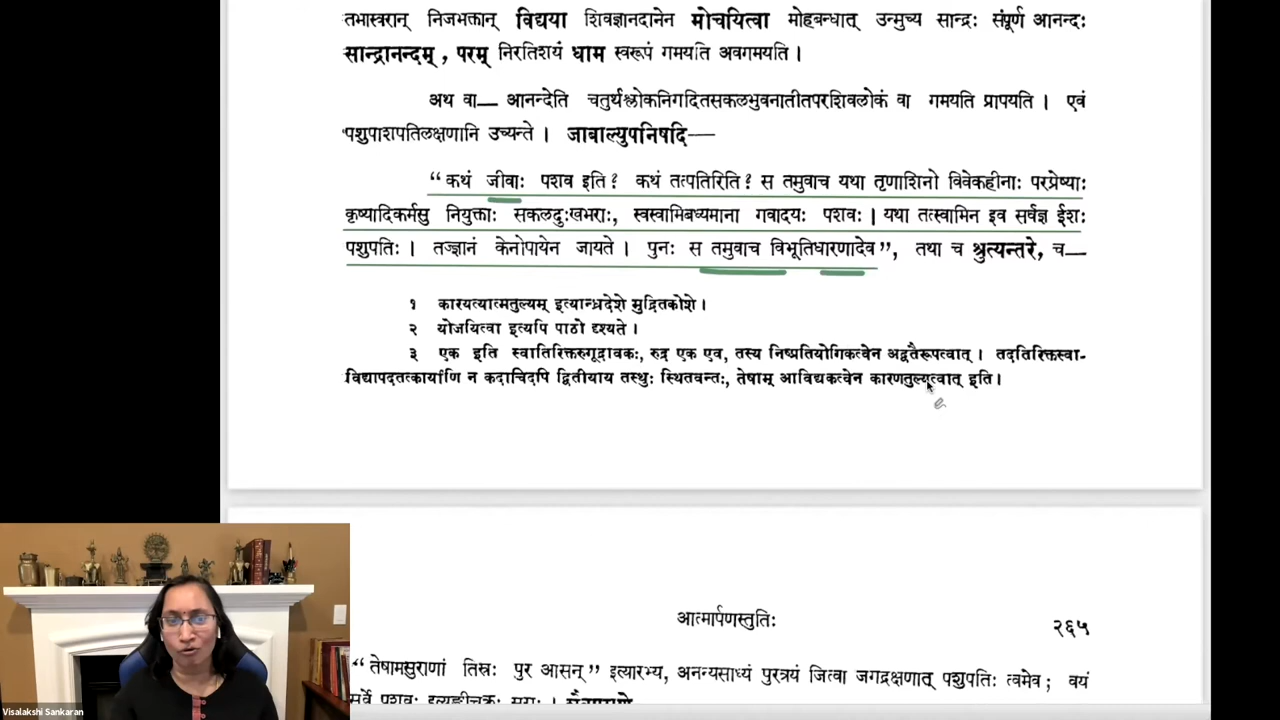 तभास्वरान् निजभक्तान् विद्यया शिवज्ञानदानेन मोचयित्वा मोहबन्धात् उन्मुच्य सान्द्रः संपूर्ण आनन्दः
सान्द्रानन्दम्, परम् निरतिशयं धाम स्वरूपं गमयति अवगमयति ।
अथ वा— आनन्देति चतुर्थश्लोकनिगदितसकलभुवनातीतपरशिवलोकं वा गमयति प्रापयति । एवं
पशुपाशपतिलक्षणानि उच्यन्ते । जाबाल्युपनिषदि—
“कथं जीवाः पशव इति ? कथं तत्पतिरिति ? स तमुवाच यथा तृणाशिनो विवेकहीनाः परप्रेष्याः
कृष्यादिकर्मसु नियुक्ताः सकलदुःखभराः, स्वस्वामिबध्यमाना गवादयः पशवः | यथा तत्स्वामिन इव सर्वज्ञ ईशः
पशुपतिः । तज्ज्ञानं केनोपायेन जायते । पुनः स तमुवाच विभूतिधारणादेव”, तथा च श्रुत्यन्तरे, च—
१ कारयत्यात्मतुल्यम् इत्यान्ध्रदेशे मुद्रितकोशे ।
२ योजयित्वा इत्यपि पाठो दृश्यते ।
३ एक इति स्वातिरिक्तरुगूद्रावकः, रुद्र एक एव, तस्य निष्प्रतियोगिकत्वेन अद्वतैरूपत्वात् । तदतिरिक्तस्वा-
विद्यापदतत्कार्याणि न कदाचिदपि द्वितीयाय तस्थुः स्थितवन्तः, तेषाम् आविद्यकत्वेन कारणतुल्यत्वात् इति ।
आत्मार्पणस्तुतिः २६५
“तेषामसुराणां तिस्रः पुर आसन्” इत्यारभ्य, अनन्यसाध्यं पुरत्रयं जित्वा जगद्रक्षणात् पशुपतिः त्वमेव ; वयं
Visalakshi Sankaran